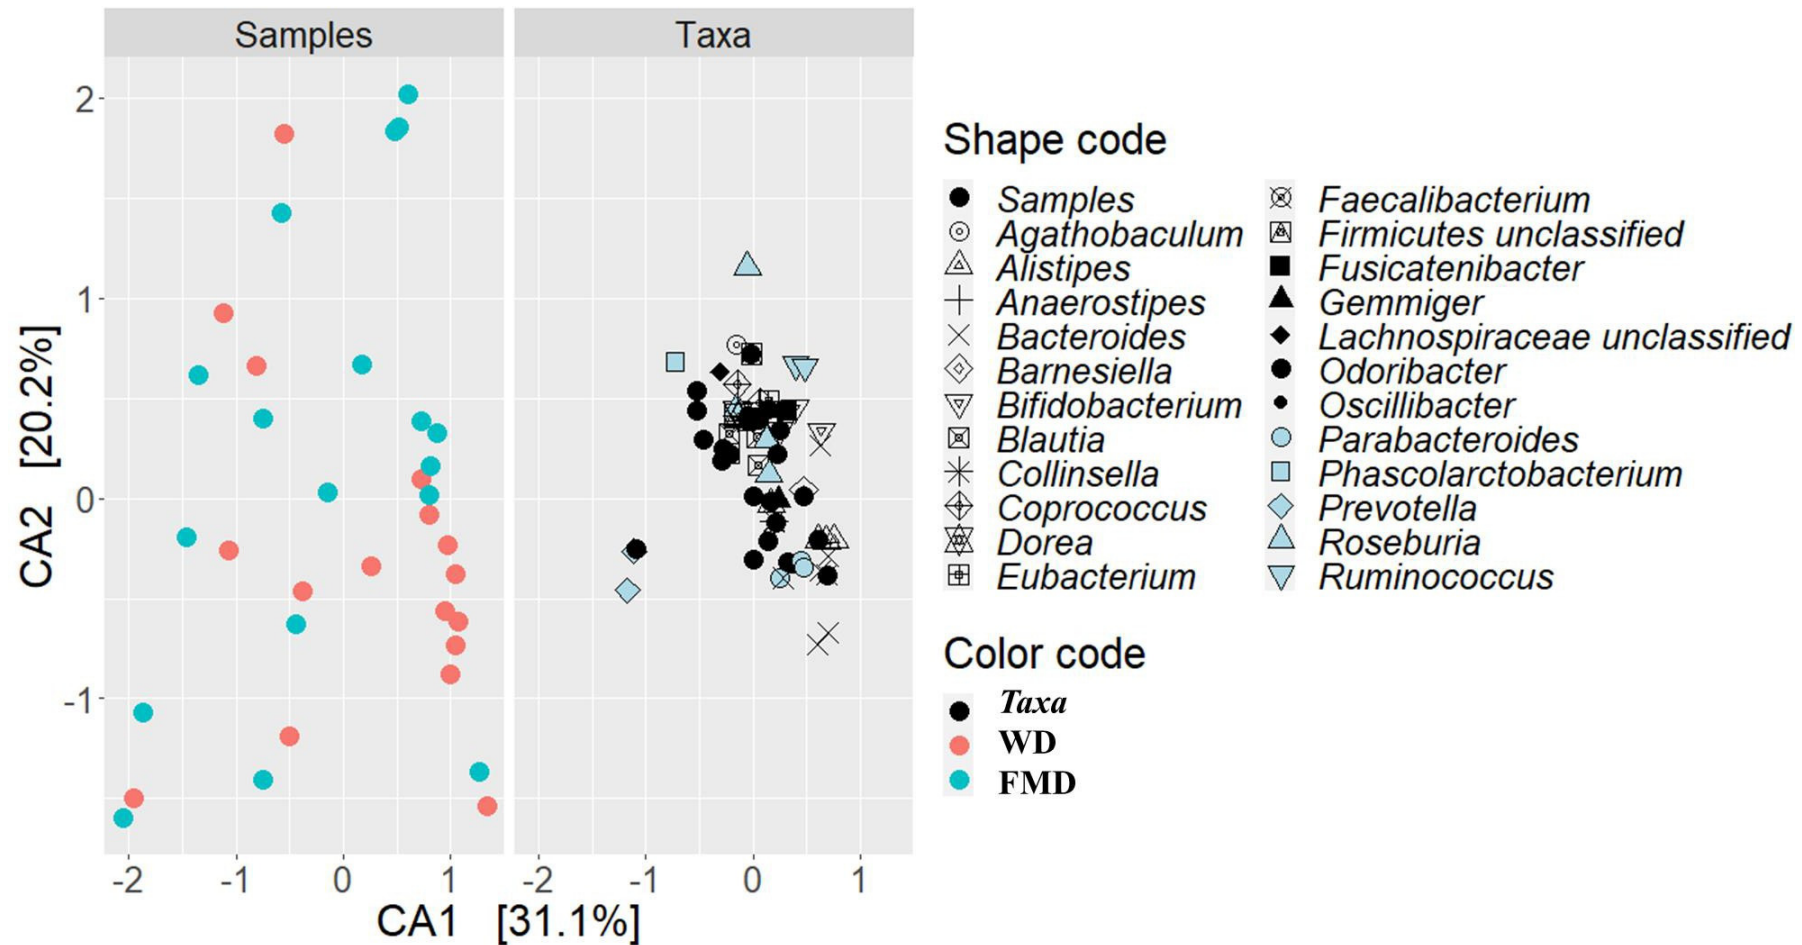 Samples
Taxa
2
1
0
-1
CA2 [20.2%]
-2
-1
0
1
-2
-1
0
1
CA1 [31.1%]
Shape code
Samples
Agathobaculum
Alistipes
Anaerostipes
Bacteroides
Barnesiella
Bifidobacterium
Blautia
Collinsella
Coprococcus
Dorea
Eubacterium
Faecalibacterium
Firmicutes unclassified
Fusicatenibacter
Gemmiger
Lachnospiraceae unclassified
Odoribacter
Oscillibacter
Parabacteroides
Phascolarctobacterium
Prevotella
Roseburia
Ruminococcus
Color code
Taxa
WD
FMD